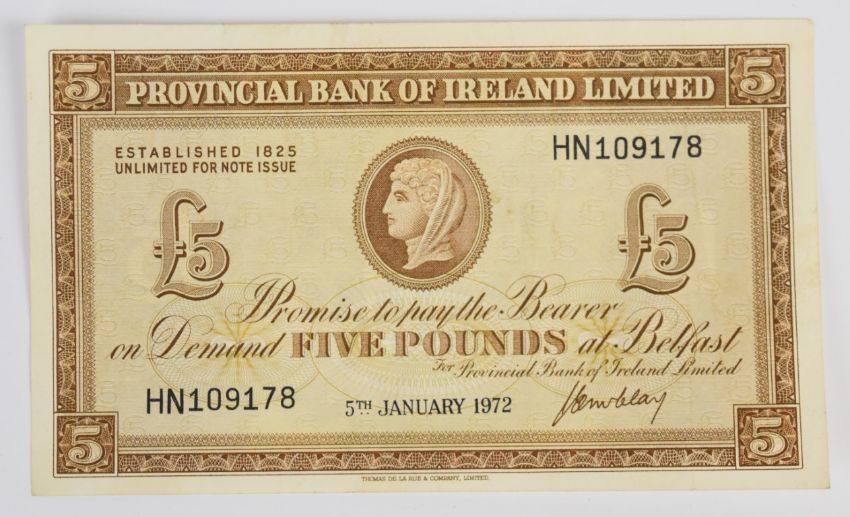 5 PROVINCIAL BANK OF IRELAND LIMITED 5
ESTABLISHED 1825
UNLIMITED FOR NOTE ISSUE
HN109178
£5 £5
I Promise to pay the Bearer
on Demand FIVE POUNDS at Belfast
For Provincial Bank of Ireland Limited
HN109178 5TH JANUARY 1972
5 5
THOMAS DE LA RUE & COMPANY, LIMITED.